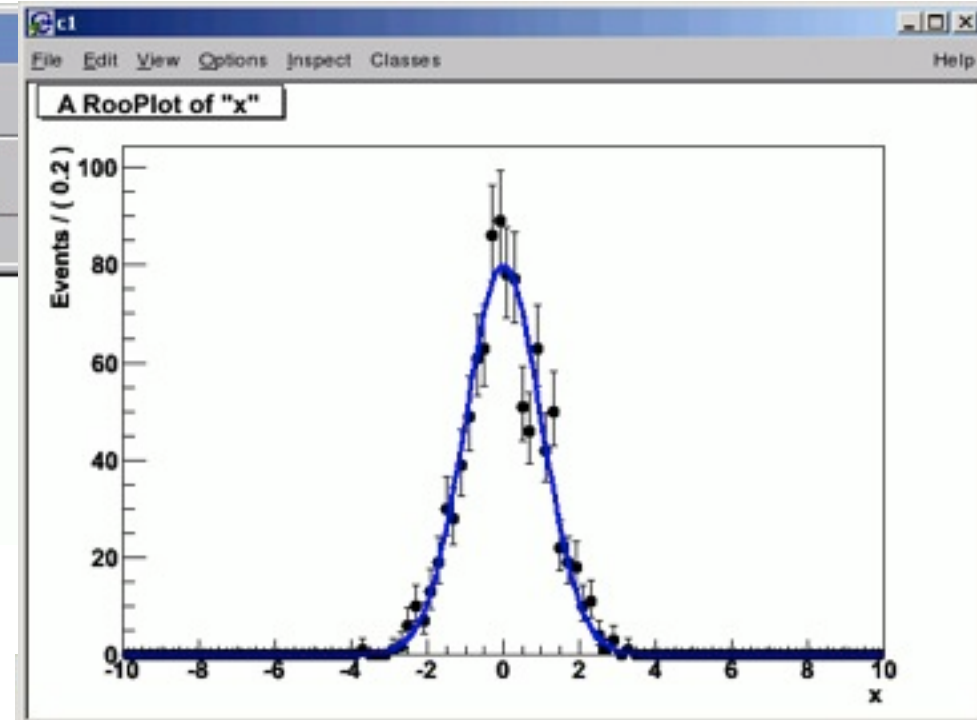 c1
File Edit View Options Inspect Classes Help
A RooPlot of "x"
Events / ( 0.2 )
100
80
60
40
20
0
-10 -8 -6 -4 -2 0 2 4 6 8 10
x